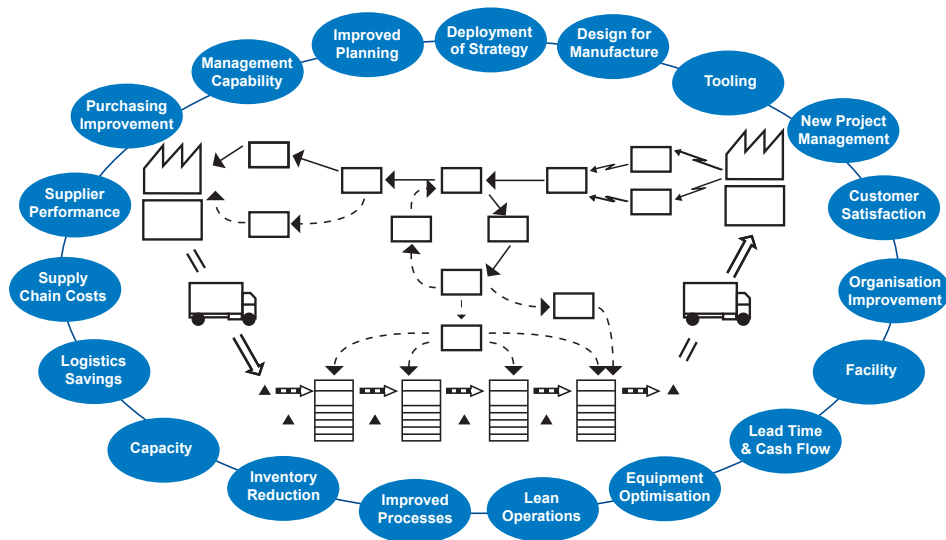 Improved
Planning
Deployment
of Strategy
Design for
Manufacture
Tooling
New Project
Management
Customer
Satisfaction
Organisation
Improvement
Facility
Lead Time
& Cash Flow
Equipment
Optimisation
Lean
Operations
Improved
Processes
Inventory
Reduction
Capacity
Logistics
Savings
Supply
Chain Costs
Supplier
Performance
Purchasing
Improvement
Management
Capability